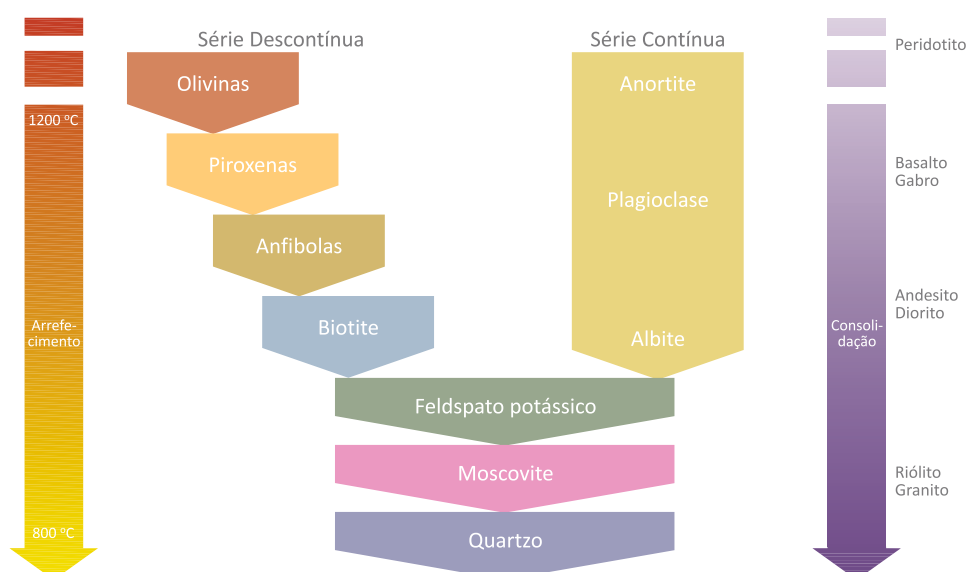 Série Descontínua
Série Contínua
Peridotito
Olivinas
Anortite
1200 ºC
Piroxenas
Basalto
Gabro
Plagioclase
Anfibolas
Andesito
Diorito
Biotite
Arrefe-
cimento
Albite
Consoli-
dação
Feldspato potássico
Moscovite
Riólito
Granito
800 ºC
Quartzo